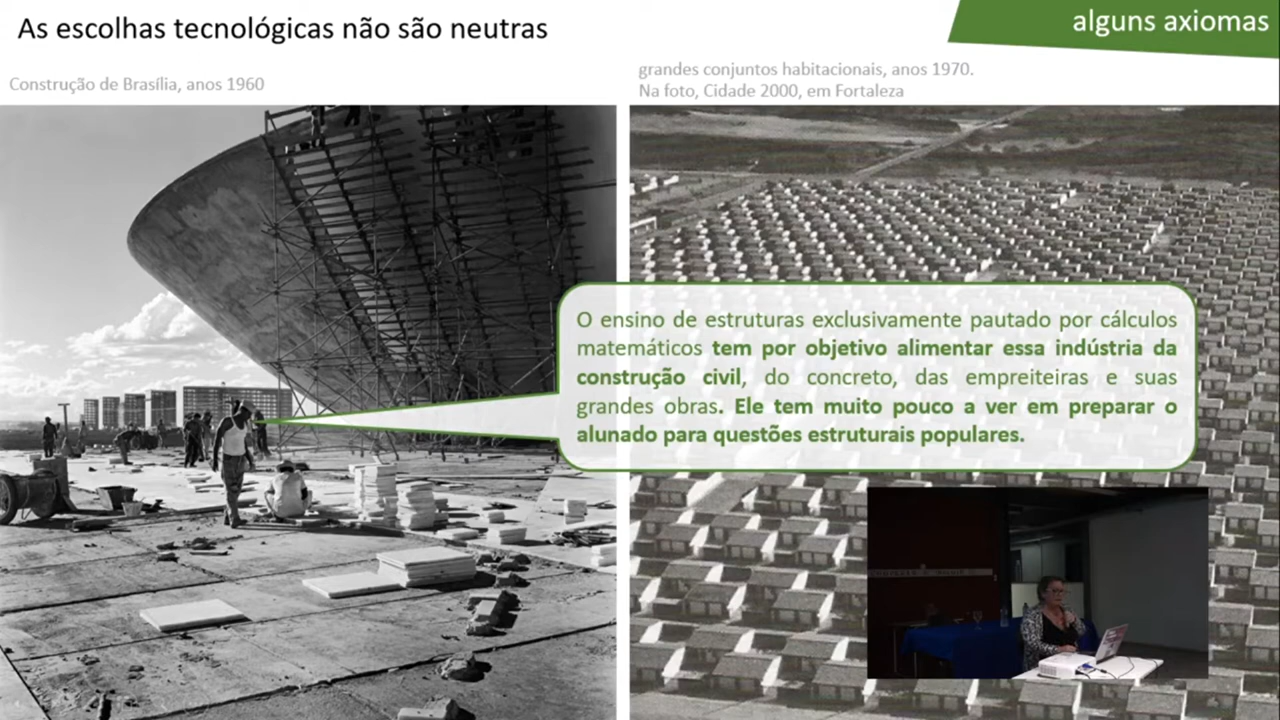 As escolhas tecnológicas não são neutras
alguns axiomas
Construção de Brasília, anos 1960
grandes conjuntos habitacionais, anos 1970.
Na foto, Cidade 2000, em Fortaleza
O ensino de estruturas exclusivamente pautado por cálculos
matemáticos tem por objetivo alimentar essa indústria da
construção civil, do concreto, das empreiteiras e suas
grandes obras. Ele tem muito pouco a ver em preparar o
alunado para questões estruturais populares.